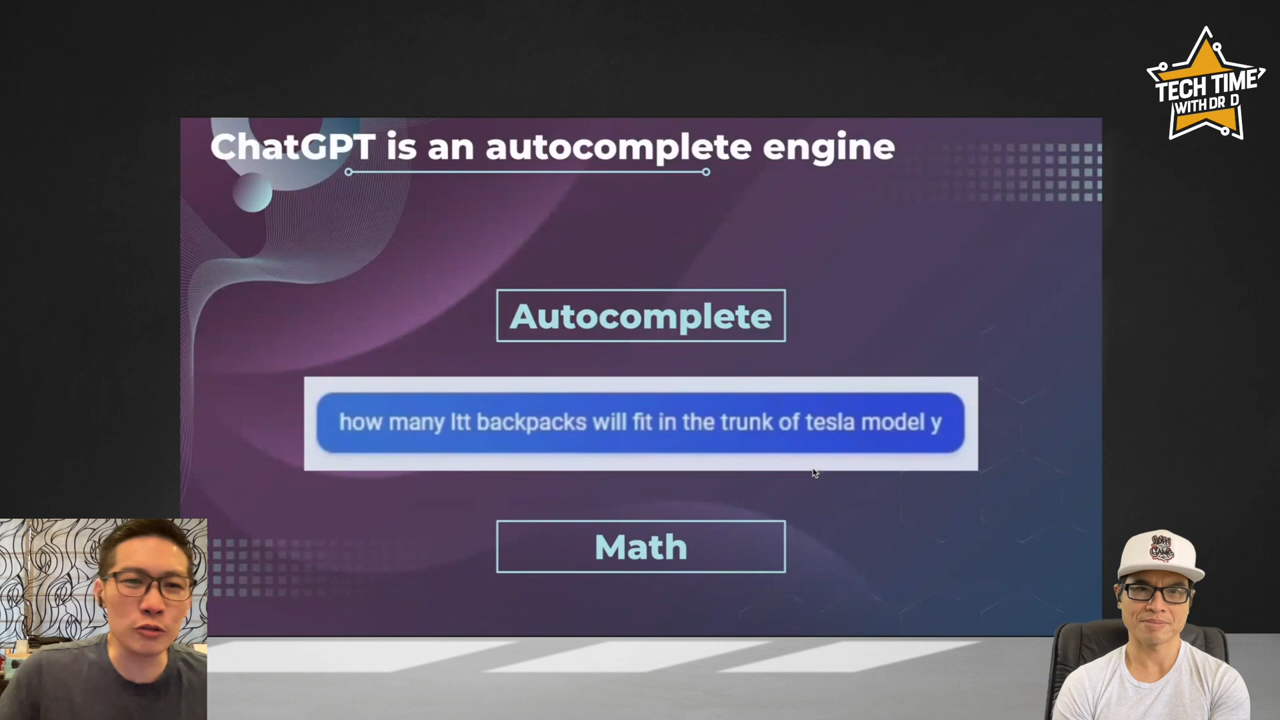 TECH TIME
WITH DR D
ChatGPT is an autocomplete engine
Autocomplete
how many ltt backpacks will fit in the trunk of tesla model y
Math